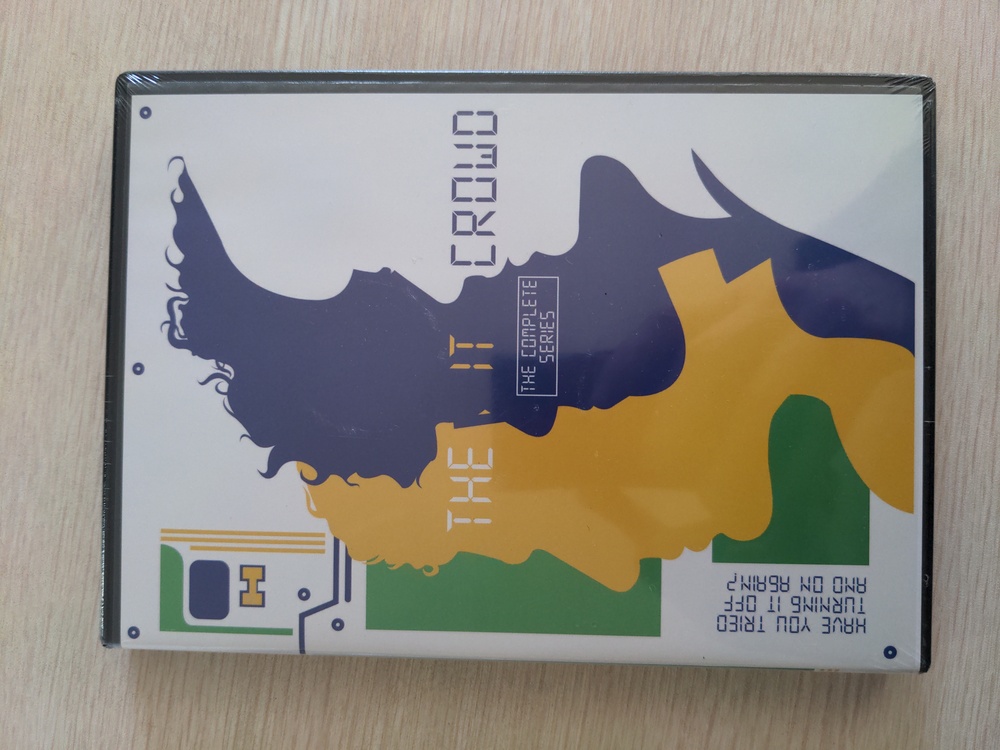 THE IT CROWD
THE COMPLETE
SERIES
HAVE YOU TRIED
TURNING IT OFF
AND ON AGAIN?